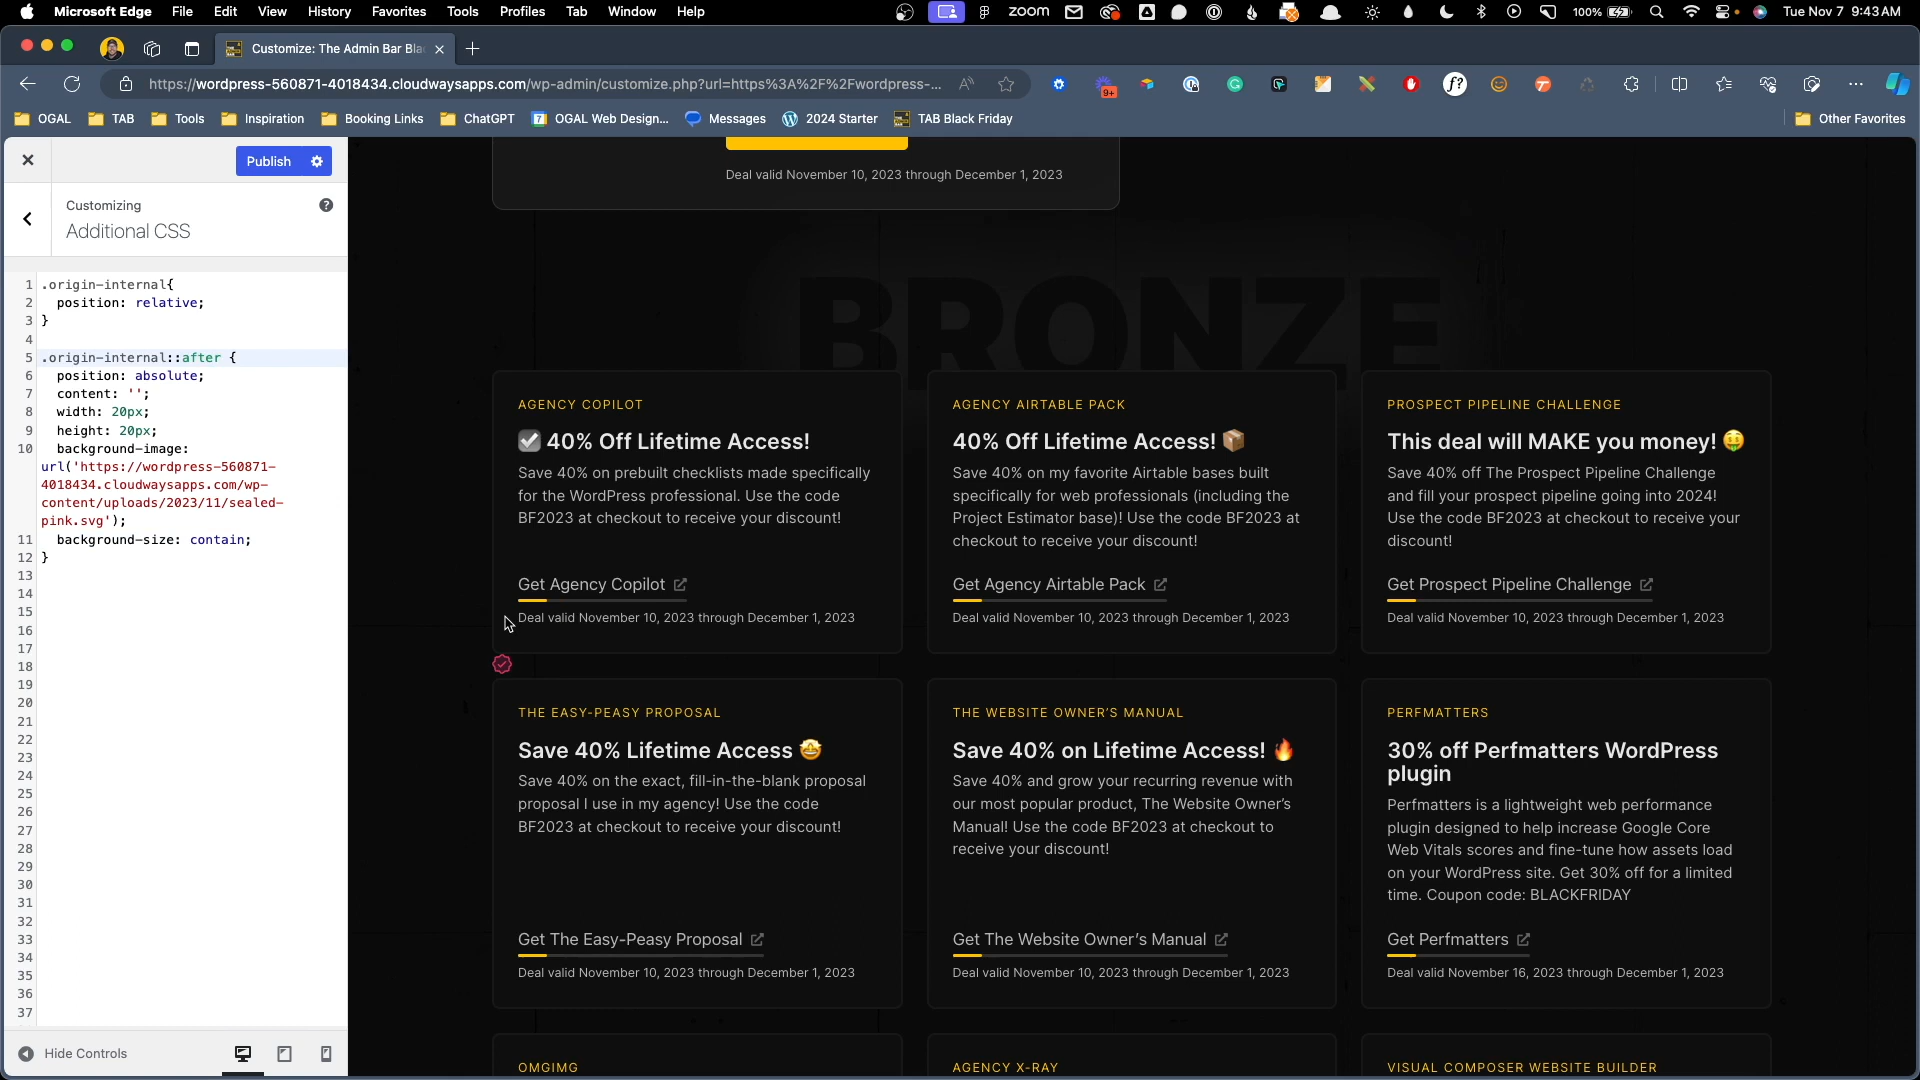 Microsoft Edge File Edit View History Favorites Tools Profiles Tab Window Help
zoom
100%
Tue Nov 7 9:43 AM
Customize: The Admin Bar Bla
https://wordpress-560871-4018434.cloudwaysapps.com/wp-admin/customize.php?url=https%3A%2F%2Fwordpress-...
9+
f?
OGAL TAB Tools Inspiration Booking Links ChatGPT OGAL Web Design... Messages 2024 Starter TAB Black Friday Other Favorites
Publish
Customizing
Additional CSS
1 .origin-internal{
2 position: relative;
3 }
4
5 .origin-internal::after {
6 position: absolute;
7 content: '';
8 width: 20px;
9 height: 20px;
10 background-image:
url('https://wordpress-560871-
4018434.cloudwaysapps.com/wp-
content/uploads/2023/11/sealed-
pink.svg');
11 background-size: contain;
12 }
13
14
15
16
17
18
19
20
21
22
23
24
25
26
27
28
29
30
31
32
33
34
35
36
37
Hide Controls
Deal valid November 10, 2023 through December 1, 2023
BRONZE
AGENCY COPILOT
☑️ 40% Off Lifetime Access!
Save 40% on prebuilt checklists made specifically
for the WordPress professional. Use the code
BF2023 at checkout to receive your discount!
Get Agency Copilot
Deal valid November 10, 2023 through December 1, 2023
AGENCY AIRTABLE PACK
40% Off Lifetime Access! 📦
Save 40% on my favorite Airtable bases built
specifically for web professionals (including the
Project Estimator base)! Use the code BF2023 at
checkout to receive your discount!
Get Agency Airtable Pack
Deal valid November 10, 2023 through December 1, 2023
PROSPECT PIPELINE CHALLENGE
This deal will MAKE you money! 🤑
Save 40% off The Prospect Pipeline Challenge
and fill your prospect pipeline going into 2024!
Use the code BF2023 at checkout to receive your
discount!
Get Prospect Pipeline Challenge
Deal valid November 10, 2023 through December 1, 2023
THE EASY-PEASY PROPOSAL
Save 40% Lifetime Access 🤩
Save 40% on the exact, fill-in-the-blank proposal
proposal I use in my agency! Use the code
BF2023 at checkout to receive your discount!
Get The Easy-Peasy Proposal
Deal valid November 10, 2023 through December 1, 2023
THE WEBSITE OWNER'S MANUAL
Save 40% on Lifetime Access! 🔥
Save 40% and grow your recurring revenue with
our most popular product, The Website Owner's
Manual! Use the code BF2023 at checkout to
receive your discount!
Get The Website Owner's Manual
Deal valid November 10, 2023 through December 1, 2023
PERFMATTERS
30% off Perfmatters WordPress
plugin
Perfmatters is a lightweight web performance
plugin designed to help increase Google Core
Web Vitals scores and fine-tune how assets load
on your WordPress site. Get 30% off for a limited
time. Coupon code: BLACKFRIDAY
Get Perfmatters
Deal valid November 16, 2023 through December 1, 2023
OMGIMG
AGENCY X-RAY
VISUAL COMPOSER WEBSITE BUILDER